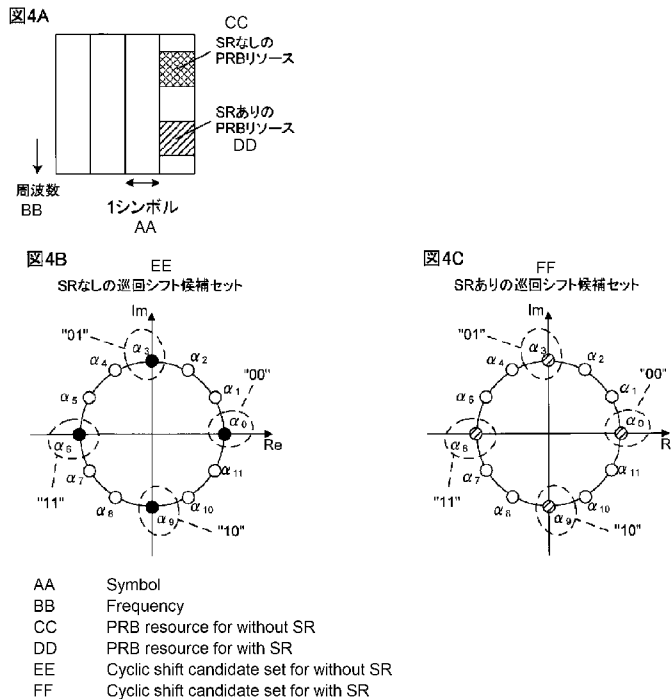 図4A
CC
SRなしの
PRBリソース
SRありの
PRBリソース
DD
周波数
BB
1シンボル
AA
図4B
EE
SRなしの巡回シフト候補セット
Im
"01"
α3
α4
α2
"00"
α5
α1
α0
α6
Re
α7
α11
"11"
α8
α10
α9
"10"
図4C
FF
SRありの巡回シフト候補セット
Im
"01"
α3
α4
α2
"00"
α6
α1
α0
α8
R
α7
α11
"11"
α8
α10
α9
"10"
AA Symbol
BB Frequency
CC PRB resource for without SR
DD PRB resource for with SR
EE Cyclic shift candidate set for without SR
FF Cyclic shift candidate set for with SR